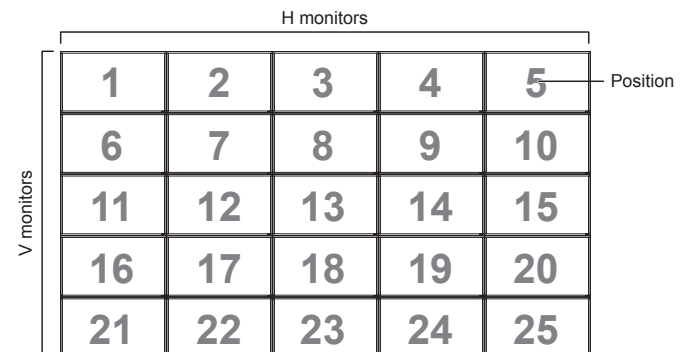 H monitors
1 2 3 4 5 Position
6 7 8 9 10
V monitors
11 12 13 14 15
16 17 18 19 20
21 22 23 24 25